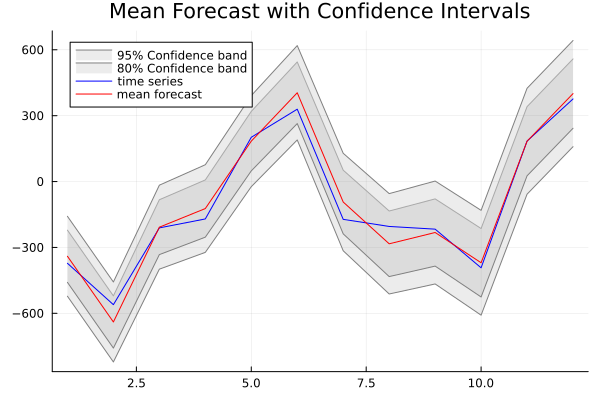 Mean Forecast with Confidence Intervals
600
300
0
−300
−600
95% Confidence band
80% Confidence band
time series
mean forecast
2.5
5.0
7.5
10.0